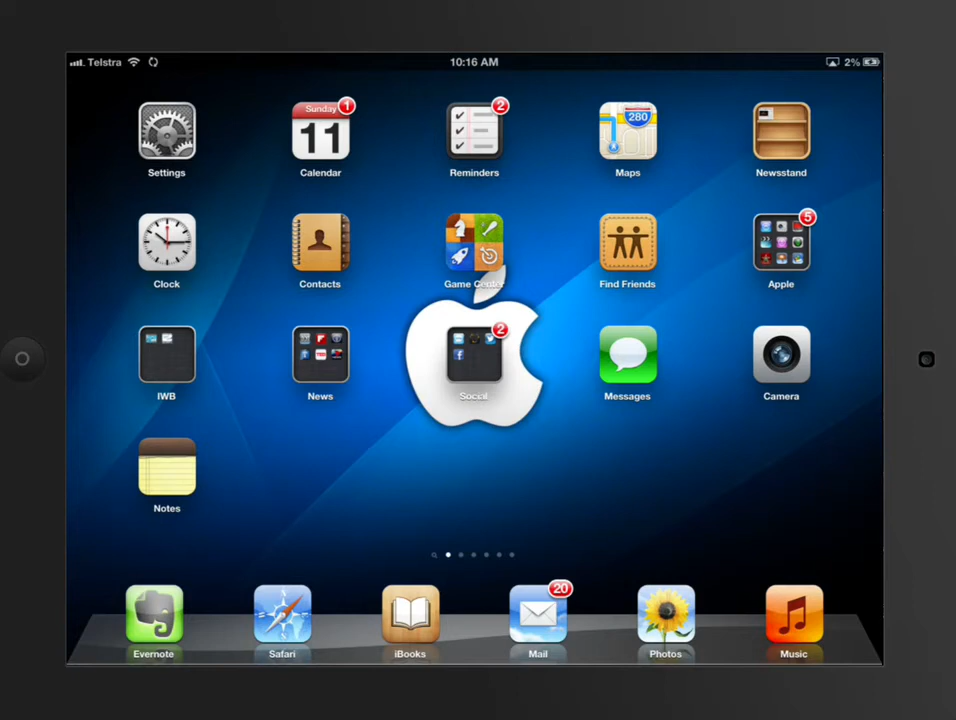 Telstra 10:16 AM 2%
Sunday 1 2 280
11
Settings Calendar Reminders Maps Newsstand
5
Clock Contacts Game Center Find Friends Apple
2
IWB News Social Messages Camera
Notes
20
Evernote Safari iBooks Mail Photos Music